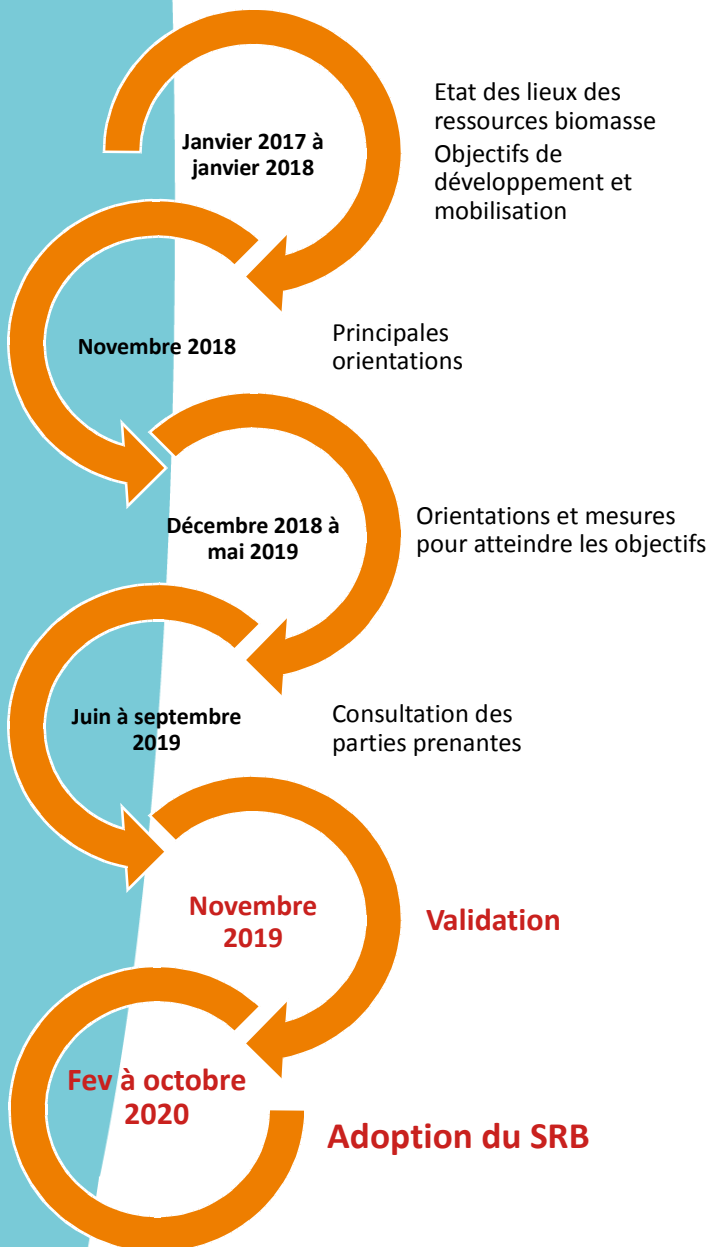 Janvier 2017 à
janvier 2018
Etat des lieux des
ressources biomasse
Objectifs de
développement et
mobilisation
Novembre 2018
Principales
orientations
Décembre 2018 à
mai 2019
Orientations et mesures
pour atteindre les objectifs
Juin à septembre
2019
Consultation des
parties prenantes
Novembre
2019
Validation
Fev à octobre
2020
Adoption du SRB